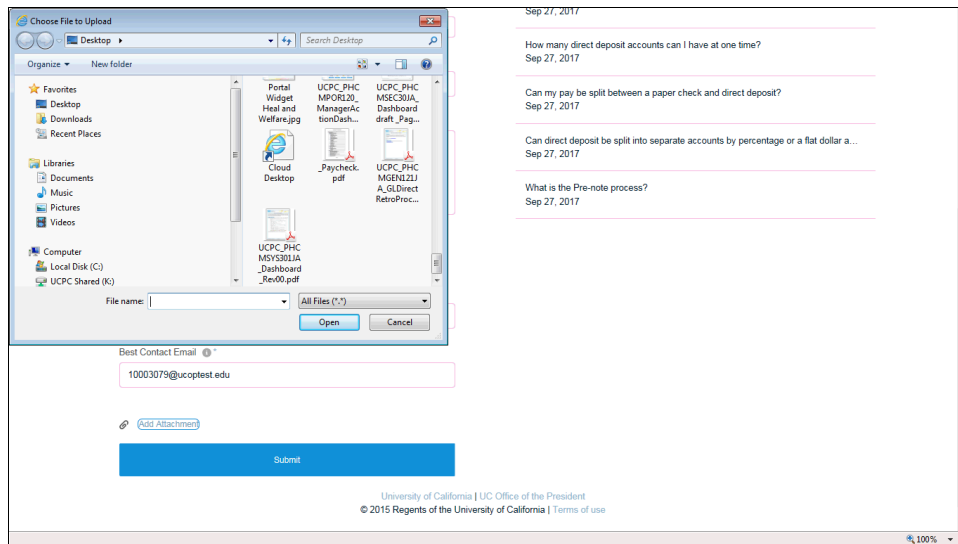 Choose File to Upload
Desktop
Search Desktop
Organize
New folder
Favorites
Desktop
Downloads
Recent Places
Libraries
Documents
Music
Pictures
Videos
Computer
Local Disk (C:)
UCPC Shared (K:)
Portal
Widget
Heal and
Welfare.jpg
UCPC_PHC
MPOR120_
ManagerAc
tionDash...
UCPC_PHC
MSEC30JA_
Dashboard
draft _Pag...
Cloud
Desktop
_Paycheck.
pdf
UCPC_PHC
MGEN121J
A_GLDirect
RetroProc...
UCPC_PHC
MSYS301JA
_Dashboard
_Rev00.pdf
File name:
All Files (*.*)
Open
Cancel
Best Contact Email *
10003079@ucoptest.edu
Add Attachment
Submit
Sep 27, 2017
How many direct deposit accounts can I have at one time?
Sep 27, 2017
Can my pay be split between a paper check and direct deposit?
Sep 27, 2017
Can direct deposit be split into separate accounts by percentage or a flat dollar a...
Sep 27, 2017
What is the Pre-note process?
Sep 27, 2017
University of California | UC Office of the President
© 2015 Regents of the University of California | Terms of use
100%